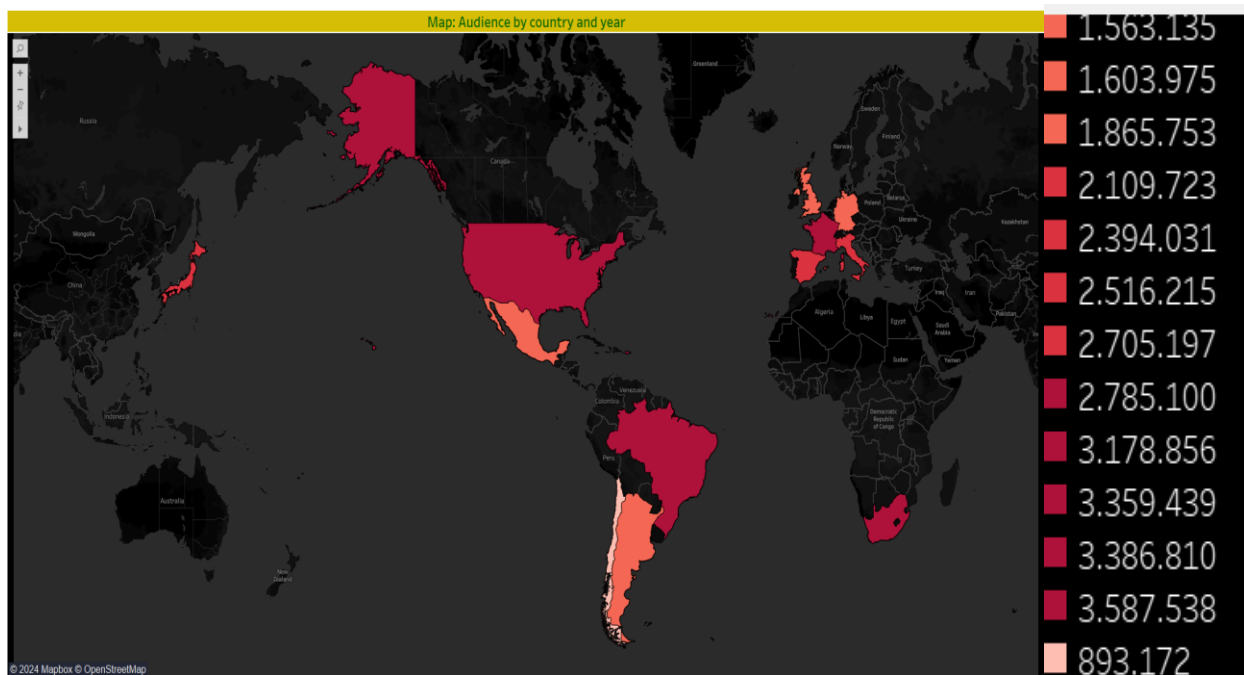 Map: Audience by country and year
Greenland
Russia
Sweden
Finland
Norway
Canada
Poland
Belarus
Ukraine
Kazakhstan
Mongolia
Turkey
China
Iraq
Iran
Algeria
Libya
Egypt
Saudi
Arabia
Pakistan
Sudan
Yemen
Venezuela
Colombia
Indonesia
Democratic
Republic
of Congo
Peru
Australia
New
Zealand
© 2024 Mapbox © OpenStreetMap
1.563.135
1.603.975
1.865.753
2.109.723
2.394.031
2.516.215
2.705.197
2.785.100
3.178.856
3.359.439
3.386.810
3.587.538
893.172